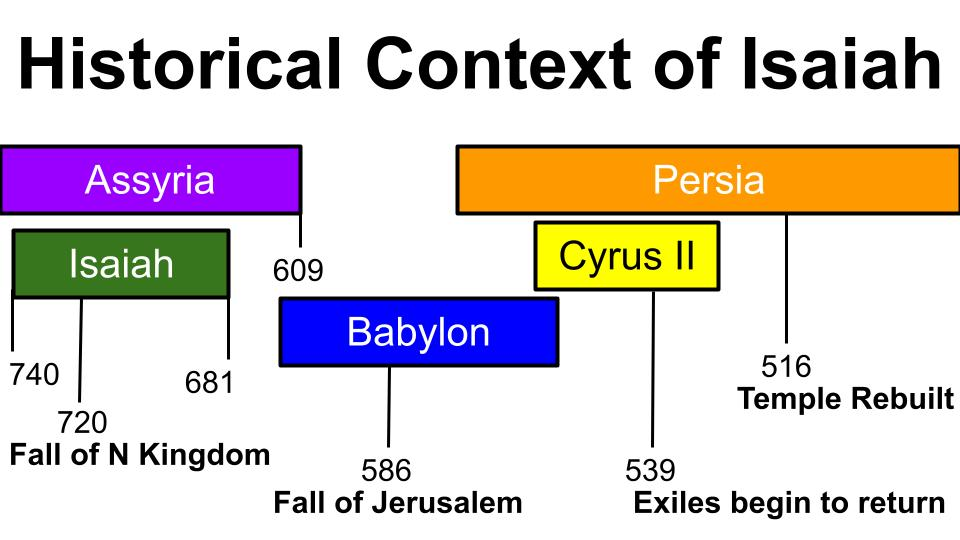 Historical Context of Isaiah
Assyria
Persia
Isaiah
Cyrus II
609
Babylon
740
681
516
Temple Rebuilt
720
Fall of N Kingdom
586
Fall of Jerusalem
539
Exiles begin to return